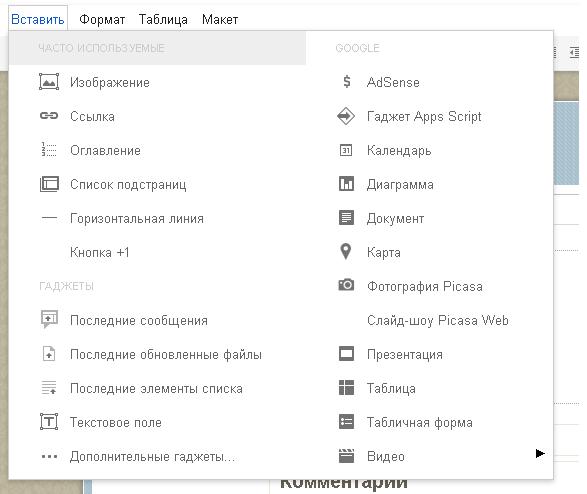 Вставить Формат Таблица Макет
ЧАСТО ИСПОЛЬЗУЕМЫЕ
Изображение
Ссылка
Оглавление
Список подстраниц
Горизонтальная линия
Кнопка +1
ГАДЖЕТЫ
Последние сообщения
Последние обновленные файлы
Последние элементы списка
Текстовое поле
Дополнительные гаджеты...
GOOGLE
AdSense
Гаджет Apps Script
Календарь
Диаграмма
Документ
Карта
Фотография Picasa
Слайд-шоу Picasa Web
Презентация
Таблица
Табличная форма
Видео
Комментарии